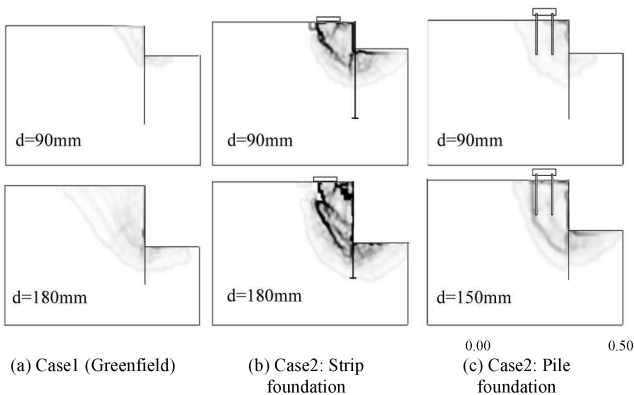 d=90mm
d=90mm
d=90mm
d=180mm
d=180mm
d=150mm
0.00 0.50
(a) Case1 (Greenfield)
(b) Case2: Strip
foundation
(c) Case2: Pile
foundation